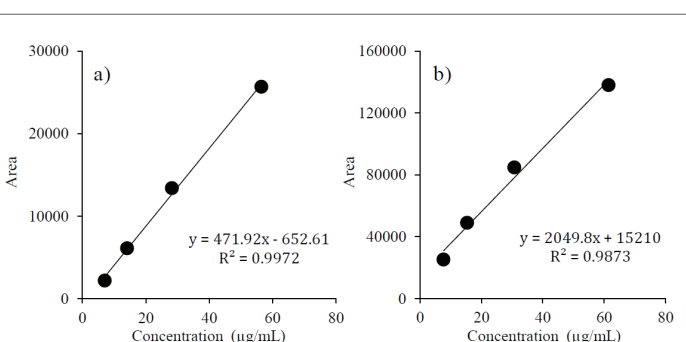 a)
Area
30000
20000
10000
0
0 20 40 60 80
Concentration (µg/mL)
y = 471.92x - 652.61
R² = 0.9972
b)
Area
160000
120000
80000
40000
0
0 20 40 60 80
Concentration (µg/mL)
y = 2049.8x + 15210
R² = 0.9873